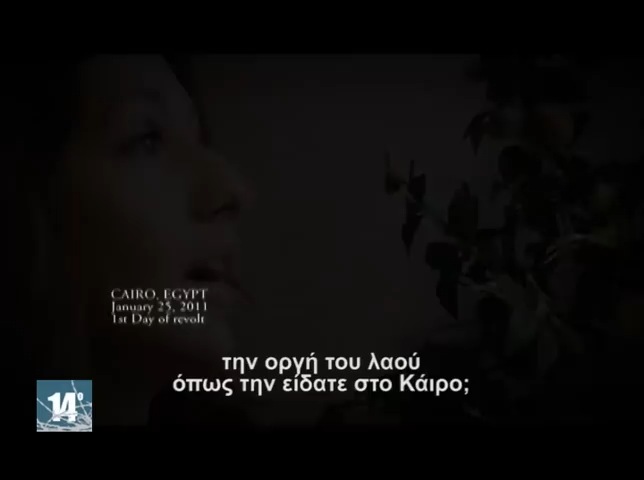 CAIRO, EGYPT
January 25, 2011
1st Day of revolt
την οργή του λαού
όπως την είδατε στο Κάιρο;
14°